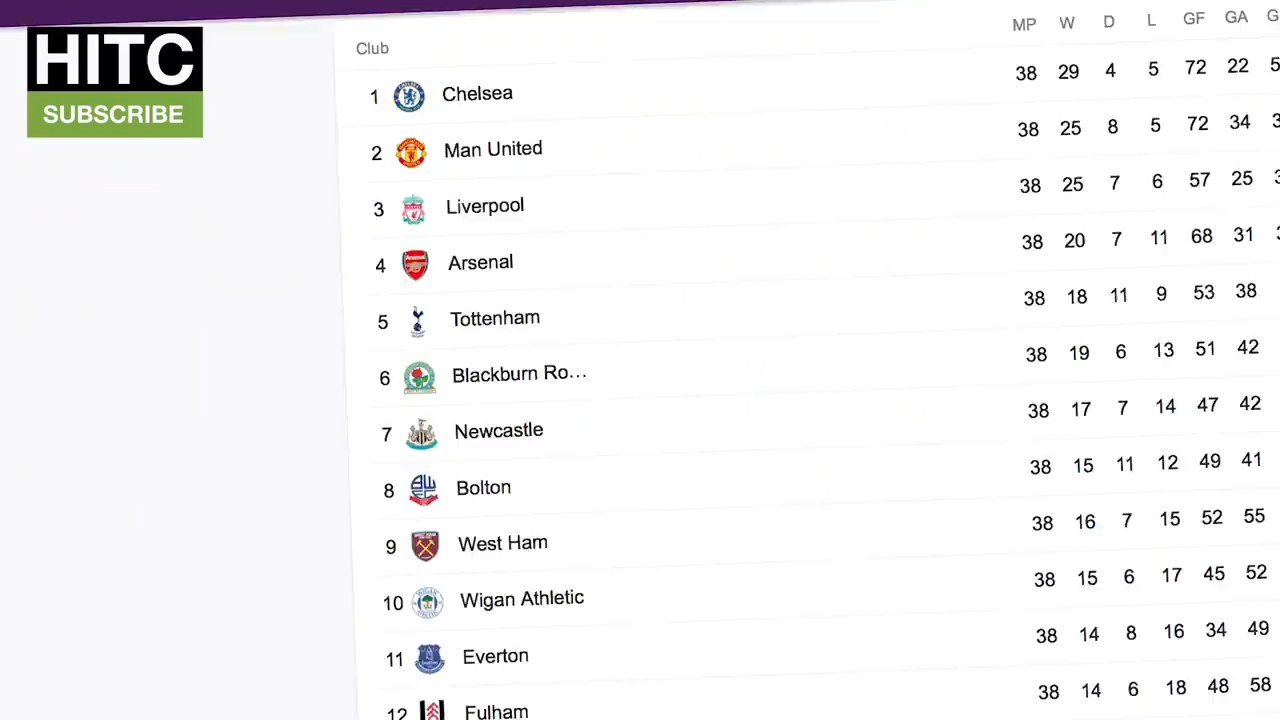 HITC
SUBSCRIBE
Club MP W D L GF GA G
1 Chelsea 38 29 4 5 72 22 5
2 Man United 38 25 8 5 72 34 3
3 Liverpool 38 25 7 6 57 25 3
4 Arsenal 38 20 7 11 68 31 3
5 Tottenham 38 18 11 9 53 38
6 Blackburn Ro... 38 19 6 13 51 42
7 Newcastle 38 17 7 14 47 42
8 Bolton 38 15 11 12 49 41
9 West Ham 38 16 7 15 52 55
10 Wigan Athletic 38 15 6 17 45 52
11 Everton 38 14 8 16 34 49
12 Fulham 38 14 6 18 48 58